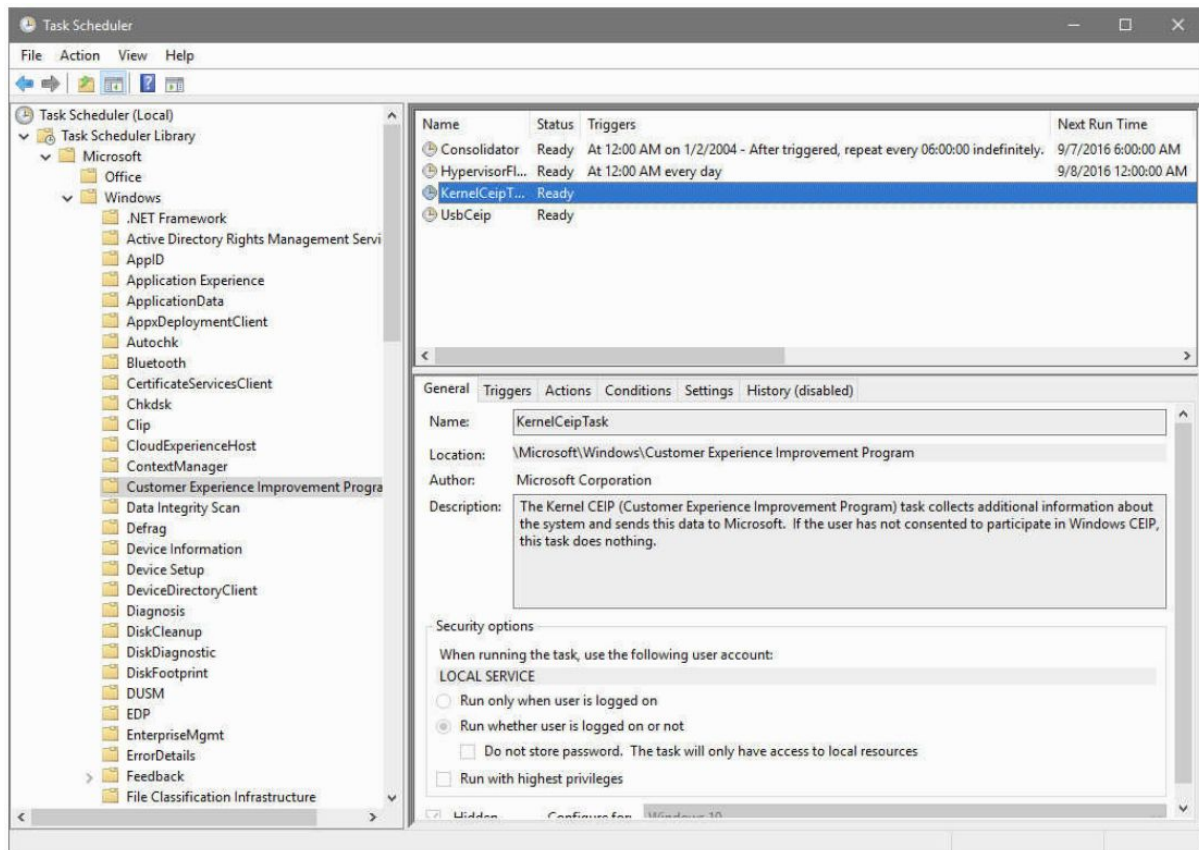 Task Scheduler
File Action View Help
Task Scheduler (Local)
Task Scheduler Library
Microsoft
Office
Windows
.NET Framework
Active Directory Rights Management Servi
AppID
Application Experience
ApplicationData
AppxDeploymentClient
Autochk
Bluetooth
CertificateServicesClient
Chkdsk
Clip
CloudExperienceHost
ContextManager
Customer Experience Improvement Progra
Data Integrity Scan
Defrag
Device Information
Device Setup
DeviceDirectoryClient
Diagnosis
DiskCleanup
DiskDiagnostic
DiskFootprint
DUSM
EDP
EnterpriseMgmt
ErrorDetails
Feedback
File Classification Infrastructure
Name Status Triggers Next Run Time
Consolidator Ready At 12:00 AM on 1/2/2004 - After triggered, repeat every 06:00:00 indefinitely. 9/7/2016 6:00:00 AM
HypervisorFl... Ready At 12:00 AM every day 9/8/2016 12:00:00 AM
KernelCeipT... Ready
UsbCeip Ready
General Triggers Actions Conditions Settings History (disabled)
Name: KernelCeipTask
Location: \Microsoft\Windows\Customer Experience Improvement Program
Author: Microsoft Corporation
Description: The Kernel CEIP (Customer Experience Improvement Program) task collects additional information about
the system and sends this data to Microsoft. If the user has not consented to participate in Windows CEIP,
this task does nothing.
Security options
When running the task, use the following user account:
LOCAL SERVICE
Run only when user is logged on
Run whether user is logged on or not
Do not store password. The task will only have access to local resources
Run with highest privileges
Hidden Configure for: Windows 10